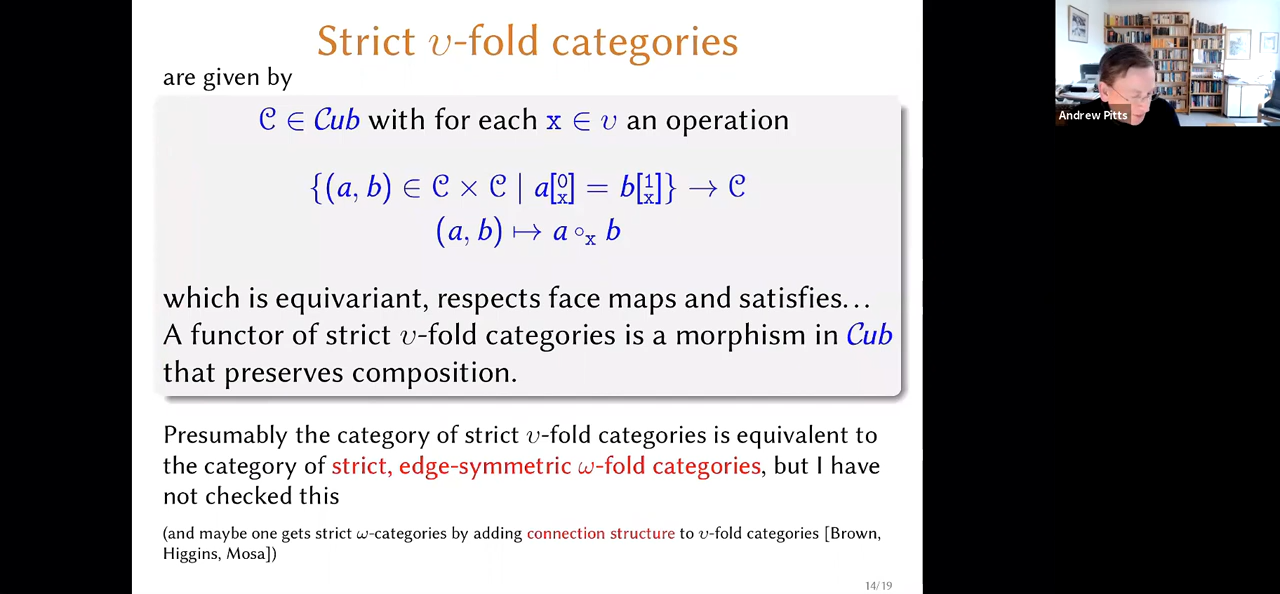 Strict υ-fold categories
are given by
𝒞 ∈ 𝒞ub with for each x ∈ υ an operation
{(a, b) ∈ 𝒞 × 𝒞 | a[0/x] = b[1/x]} → 𝒞
(a, b) ↦ a ∘ₓ b
which is equivariant, respects face maps and satisfies…
A functor of strict υ-fold categories is a morphism in 𝒞ub
that preserves composition.
Presumably the category of strict υ-fold categories is equivalent to
the category of strict, edge-symmetric ω-fold categories, but I have
not checked this
(and maybe one gets strict ω-categories by adding connection structure to υ-fold categories [Brown,
Higgins, Mosa])
14/19
Andrew Pitts